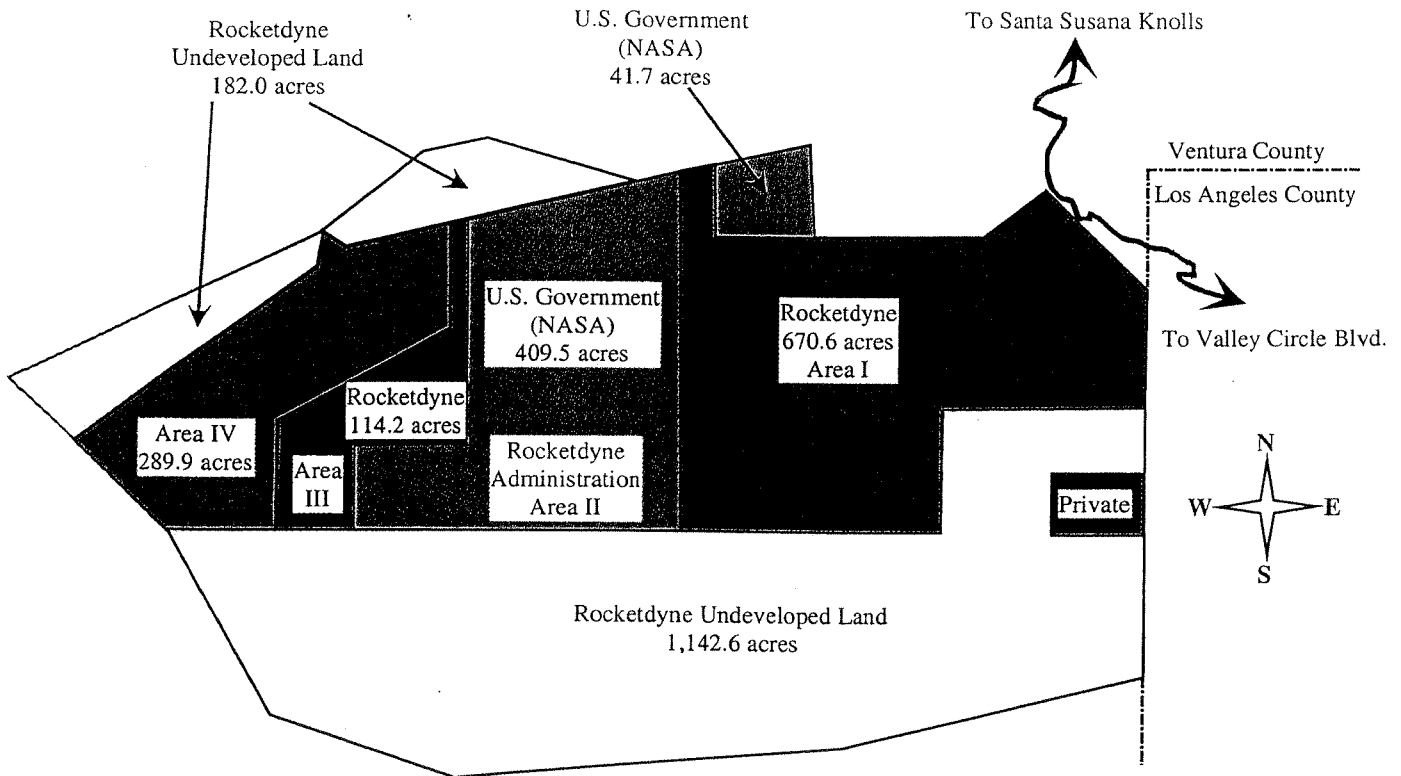 Rocketdyne
Undeveloped Land
182.0 acres
U.S. Government
(NASA)
41.7 acres
To Santa Susana Knolls
Ventura County
Los Angeles County
To Valley Circle Blvd.
U.S. Government
(NASA)
409.5 acres
Rocketdyne
670.6 acres
Area I
Rocketdyne
114.2 acres
Area IV
289.9 acres
Area
III
Rocketdyne
Administration
Area II
Private
N
W
E
S
Rocketdyne Undeveloped Land
1,142.6 acres